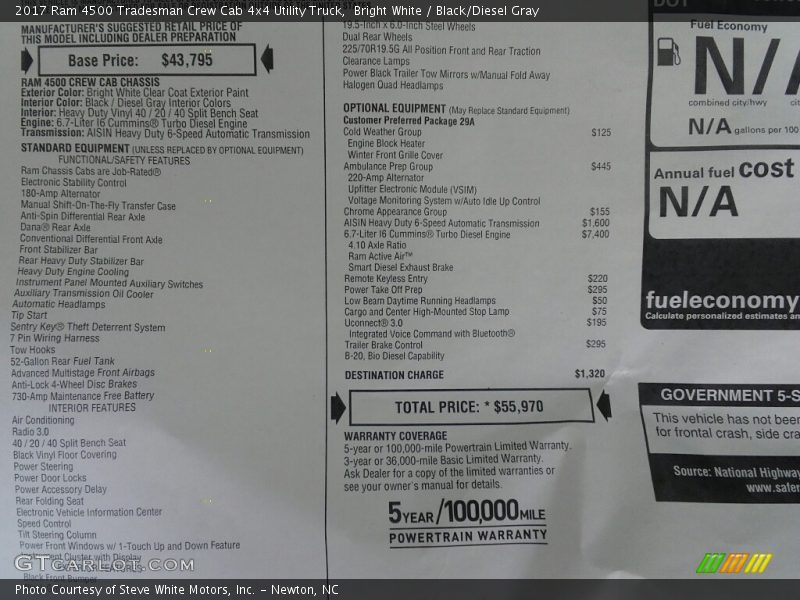 2017 Ram 4500 Tradesman Crew Cab 4x4 Utility Truck, Bright White / Black/Diesel Gray
MANUFACTURER'S SUGGESTED RETAIL PRICE OF
THIS MODEL INCLUDING DEALER PREPARATION
Base Price: $43,795
RAM 4500 CREW CAB CHASSIS
Exterior Color: Bright White Clear Coat Exterior Paint
Interior Color: Black / Diesel Gray Interior Colors
Interior: Heavy Duty Vinyl 40 / 20 / 40 Split Bench Seat
Engine: 6.7-Liter I6 Cummins® Turbo Diesel Engine
Transmission: AISIN Heavy Duty 6-Speed Automatic Transmission
STANDARD EQUIPMENT (UNLESS REPLACED BY OPTIONAL EQUIPMENT)
FUNCTIONAL/SAFETY FEATURES
Ram Chassis Cabs are Job-Rated®
Electronic Stability Control
180-Amp Alternator
Manual Shift-On-The-Fly Transfer Case
Anti-Spin Differential Rear Axle
Dana® Rear Axle
Conventional Differential Front Axle
Front Stabilizer Bar
Rear Heavy Duty Stabilizer Bar
Heavy Duty Engine Cooling
Instrument Panel Mounted Auxiliary Switches
Auxiliary Transmission Oil Cooler
Automatic Headlamps
Tip Start
Sentry Key® Theft Deterrent System
7 Pin Wiring Harness
Tow Hooks
52-Gallon Rear Fuel Tank
Advanced Multistage Front Airbags
Anti-Lock 4-Wheel Disc Brakes
730-Amp Maintenance Free Battery
INTERIOR FEATURES
Air Conditioning
Radio 3.0
40 / 20 / 40 Split Bench Seat
Black Vinyl Floor Covering
Power Steering
Power Door Locks
Power Accessory Delay
Rear Folding Seat
Electronic Vehicle Information Center
Speed Control
Tilt Steering Column
Power Front Windows w/ 1-Touch Up and Down Feature
Instrument Cluster with Display
EXTERIOR FEATURES
Black Front Bumper
19.5-Inch x 6.0-Inch Steel Wheels
Dual Rear Wheels
225/70R19.5G All Position Front and Rear Traction
Clearance Lamps
Power Black Trailer Tow Mirrors w/Manual Fold Away
Halogen Quad Headlamps
OPTIONAL EQUIPMENT (May Replace Standard Equipment)
Customer Preferred Package 29A
Cold Weather Group $125
Engine Block Heater
Winter Front Grille Cover
Ambulance Prep Group $445
220-Amp Alternator
Upfitter Electronic Module (VSIM)
Voltage Monitoring System w/Auto Idle Up Control
Chrome Appearance Group $155
AISIN Heavy Duty 6-Speed Automatic Transmission $1,600
6.7-Liter I6 Cummins® Turbo Diesel Engine $7,400
4.10 Axle Ratio
Ram Active Air™
Smart Diesel Exhaust Brake
Remote Keyless Entry $220
Power Take Off Prep $295
Low Beam Daytime Running Headlamps $50
Cargo and Center High-Mounted Stop Lamp $75
Uconnect® 3.0 $195
Integrated Voice Command with Bluetooth®
Trailer Brake Control $295
B-20, Bio Diesel Capability
DESTINATION CHARGE $1,320
TOTAL PRICE: * $55,970
WARRANTY COVERAGE
5-year or 100,000-mile Powertrain Limited Warranty.
3-year or 36,000-mile Basic Limited Warranty.
Ask Dealer for a copy of the limited warranties or
see your owner's manual for details.
5 YEAR / 100,000 MILE
POWERTRAIN WARRANTY
DOT
Fuel Economy
N/A
combined city/hwy
N/A gallons per 100
Annual fuel cost
N/A
fueleconomy
Calculate personalized estimates an
GOVERNMENT 5-S
This vehicle has not been
for frontal crash, side cra
Source: National Highway
www.safer
GTcarlot.com
Photo Courtesy of Steve White Motors, Inc. – Newton, NC